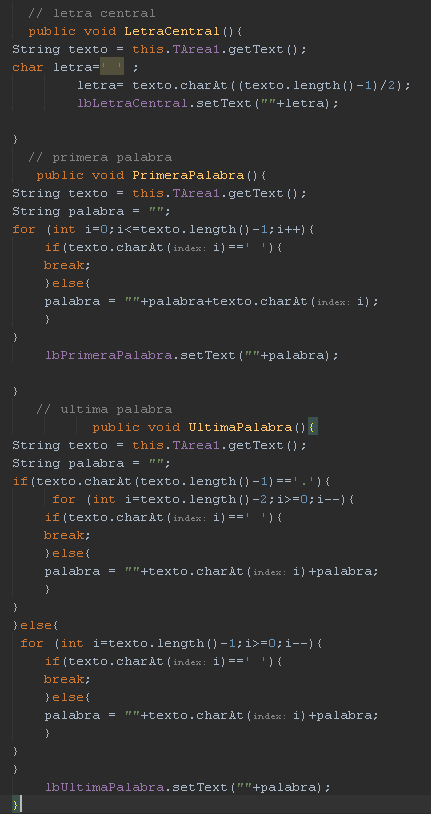 // letra central
public void LetraCentral(){
String texto = this.TArea1.getText();
char letra=' ' ;
letra= texto.charAt((texto.length()-1)/2);
lbLetraCentral.setText(""+letra);
}
// primera palabra
public void PrimeraPalabra(){
String texto = this.TArea1.getText();
String palabra = "";
for (int i=0;i<=texto.length()-1;i++){
if(texto.charAt(index: i)==' '){
break;
}else{
palabra = ""+palabra+texto.charAt(index: i);
}
}
lbPrimeraPalabra.setText(""+palabra);
}
// ultima palabra
public void UltimaPalabra(){
String texto = this.TArea1.getText();
String palabra = "";
if(texto.charAt(texto.length()-1)=='.'){
for (int i=texto.length()-2;i>=0;i--){
if(texto.charAt(index: i)==' '){
break;
}else{
palabra = ""+texto.charAt(index: i)+palabra;
}
}
}else{
for (int i=texto.length()-1;i>=0;i--){
if(texto.charAt(index: i)==' '){
break;
}else{
palabra = ""+texto.charAt(index: i)+palabra;
}
}
}
lbUltimaPalabra.setText(""+palabra);
}